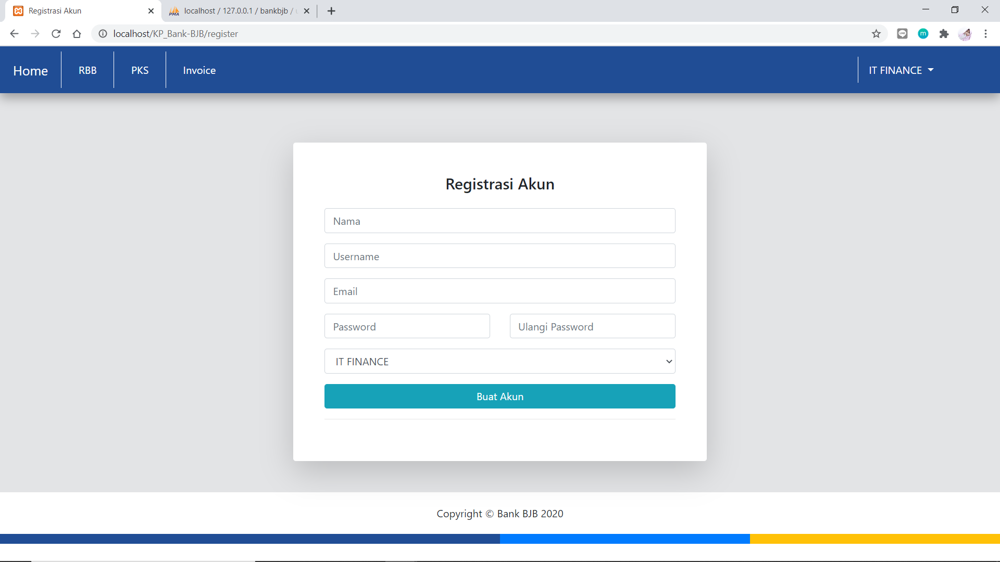 Registrasi Akun
localhost / 127.0.0.1 / bankbjb /
localhost/KP_Bank-BJB/register
Home
RBB
PKS
Invoice
IT FINANCE
Registrasi Akun
Nama
Username
Email
Password
Ulangi Password
IT FINANCE
Buat Akun
Copyright © Bank BJB 2020